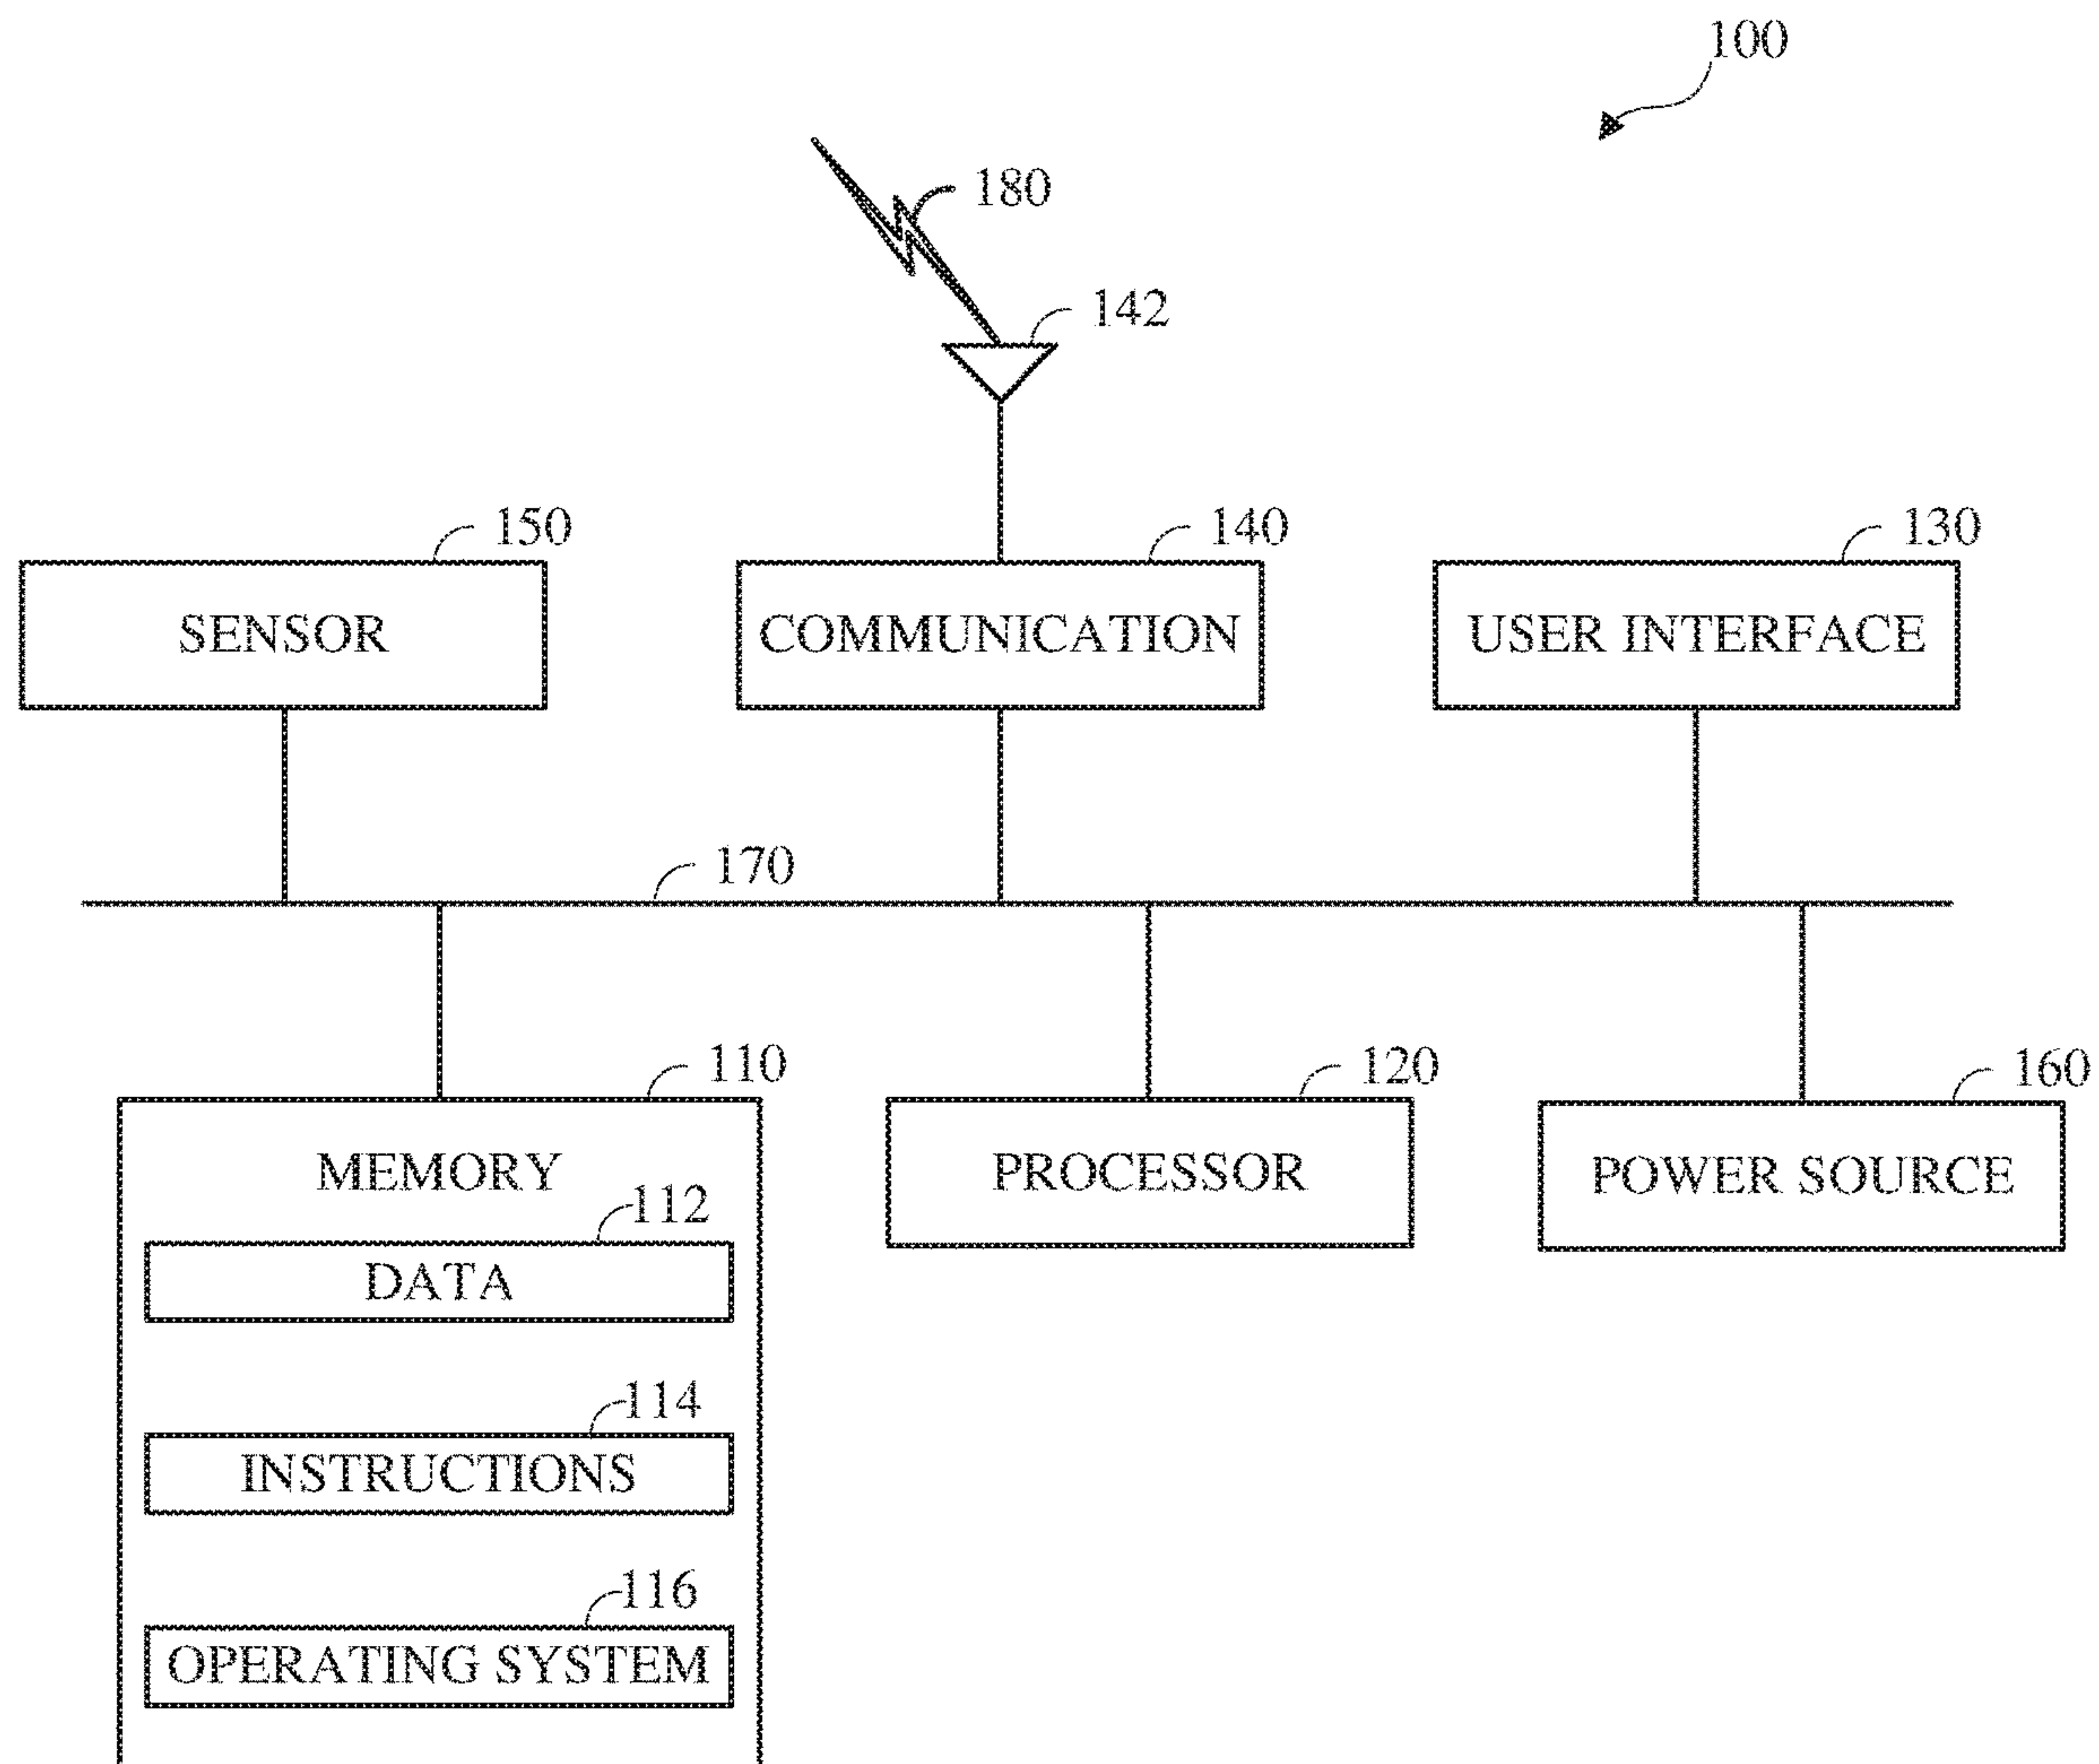 100
180
142
150
140
130
SENSOR
COMMUNICATION
USER INTERFACE
170
110
120
160
MEMORY
PROCESSOR
POWER SOURCE
112
DATA
114
INSTRUCTIONS
116
OPERATING SYSTEM